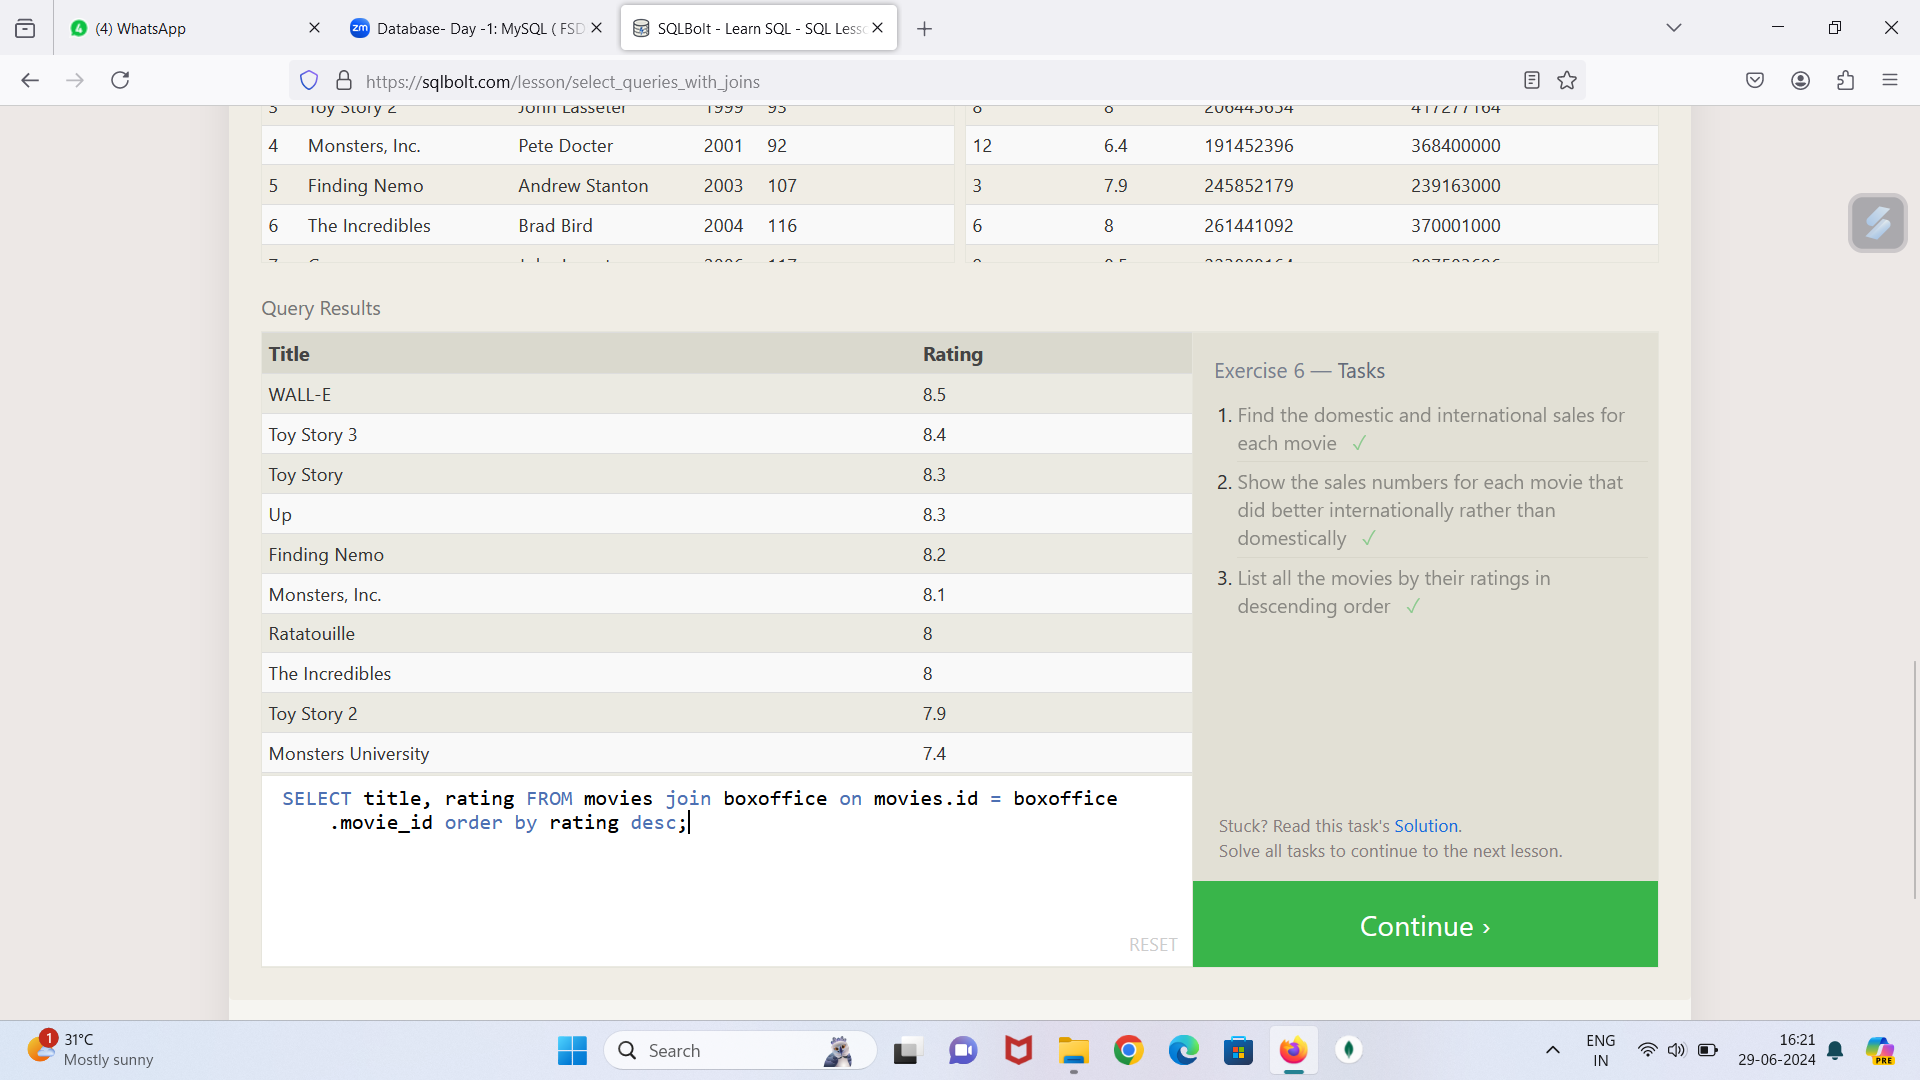 (4) WhatsApp
Database- Day -1: MySQL ( FSD
SQLBolt - Learn SQL - SQL Less
https://sqlbolt.com/lesson/select_queries_with_joins
3 Toy Story 2 John Lasseter 1999 93 8 8 206445654 417277164
4 Monsters, Inc. Pete Docter 2001 92 12 6.4 191452396 368400000
5 Finding Nemo Andrew Stanton 2003 107 3 7.9 245852179 239163000
6 The Incredibles Brad Bird 2004 116 6 8 261441092 370001000
Query Results
Title Rating
WALL-E 8.5
Toy Story 3 8.4
Toy Story 8.3
Up 8.3
Finding Nemo 8.2
Monsters, Inc. 8.1
Ratatouille 8
The Incredibles 8
Toy Story 2 7.9
Monsters University 7.4
SELECT title, rating FROM movies join boxoffice on movies.id = boxoffice
.movie_id order by rating desc;
RESET
Exercise 6 — Tasks
1. Find the domestic and international sales for
each movie ✓
2. Show the sales numbers for each movie that
did better internationally rather than
domestically ✓
3. List all the movies by their ratings in
descending order ✓
Stuck? Read this task's Solution.
Solve all tasks to continue to the next lesson.
Continue ›
1
31°C
Mostly sunny
Search
PRE
ENG
IN
16:21
29-06-2024